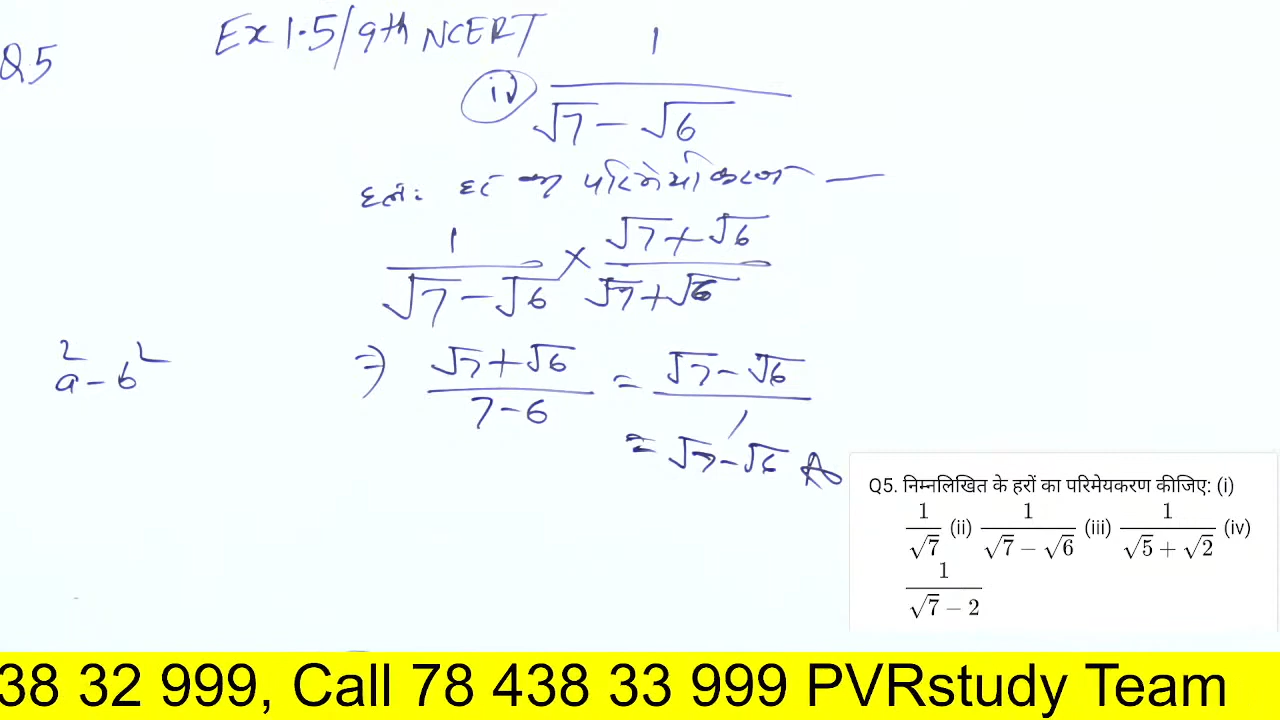 Ex 1.5/9th NCERT
Q5
(iv) 1/(√7 - √6)
हल: हर का परिमेयीकरण —
1/(√7 - √6) × (√7 + √6)/(√7 + √6)
a² - b²
⇒ (√7 + √6)/(7 - 6) = (√7 - √6)/1
= √7 - √6 A
Q5. निम्नलिखित के हरों का परिमेयकरण कीजिए: (i)
1/√7 (ii) 1/(√7 − √6) (iii) 1/(√5 + √2) (iv)
1/(√7 − 2)
38 32 999, Call 78 438 33 999 PVRstudy Team